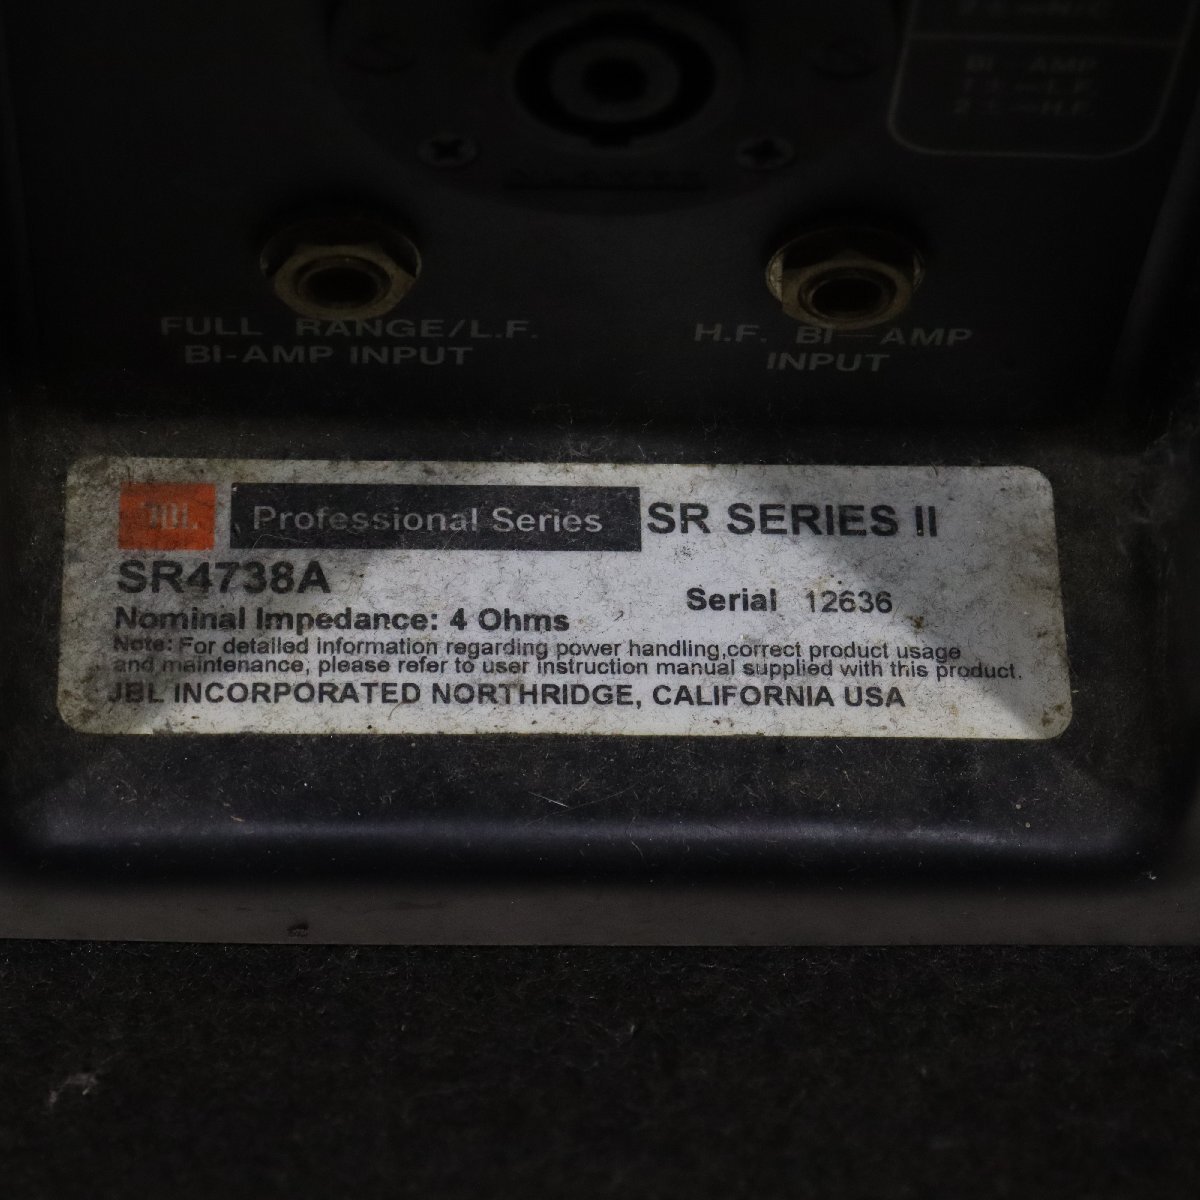 BI-AMP
FULL RANGE/L.F.
BI-AMP INPUT
H.F. BI-AMP
INPUT
JBL Professional Series SR SERIES II
SR4738A
Serial 12636
Nominal Impedance: 4 Ohms
Note: For detailed information regarding power handling,correct product usage
and maintenance, please refer to user instruction manual supplied with this product.
JBL INCORPORATED NORTHRIDGE, CALIFORNIA USA